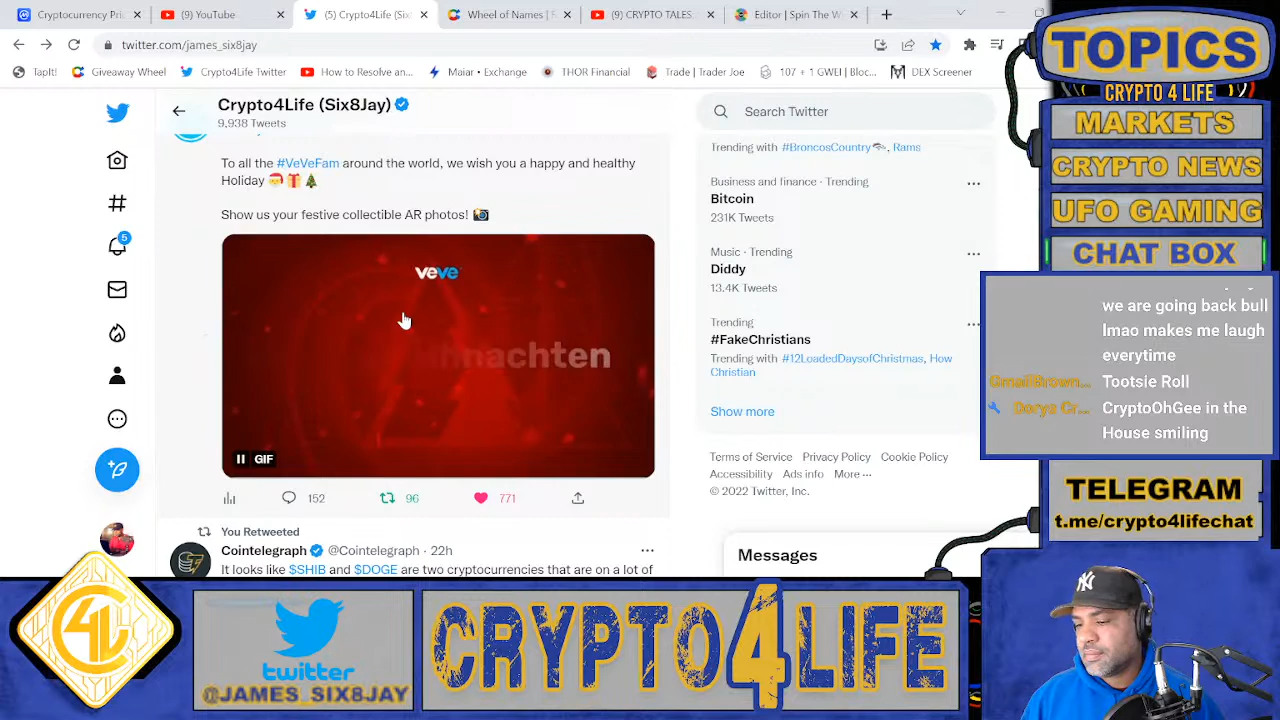 Cryptocurrency Pri
(9) YouTube
(5) Crypto4Life (Six
Wheel of Names | F
(9) CRYPTO TALES
Editor | Spin The W
twitter.com/james_six8jay
TapIt!
Giveaway Wheel
Crypto4Life Twitter
How to Resolve an...
Maiar • Exchange
THOR Financial
Trade | Trader Joe
107 ÷ 1 GWEI | Bloc...
DEX Screener
Crypto4Life (Six8Jay)
9,938 Tweets
5
To all the #VeVeFam around the world, we wish you a happy and healthy
Holiday
Show us your festive collectible AR photos!
veve
hnachten
GIF
152
96
771
You Retweeted
Cointelegraph @Cointelegraph · 22h
It looks like $SHIB and $DOGE are two cryptocurrencies that are on a lot of
Search Twitter
Trending with #BroncosCountry, Rams
Business and finance · Trending
Bitcoin
231K Tweets
Music · Trending
Diddy
13.4K Tweets
Trending
#FakeChristians
Trending with #12LoadedDaysofChristmas, How
Christian
Show more
Terms of Service Privacy Policy Cookie Policy
Accessibility Ads info More ···
© 2022 Twitter, Inc.
Messages
TOPICS
CRYPTO 4 LIFE
MARKETS
CRYPTO NEWS
UFO GAMING
CHAT BOX
we are going back bull
lmao makes me laugh
everytime
Tootsie Roll
CryptoOhGee in the
House smiling
TELEGRAM
t.me/crypto4lifechat
C4L
twitter
@JAMES_SIX8JAY
CRYPTO4LIFE
NY